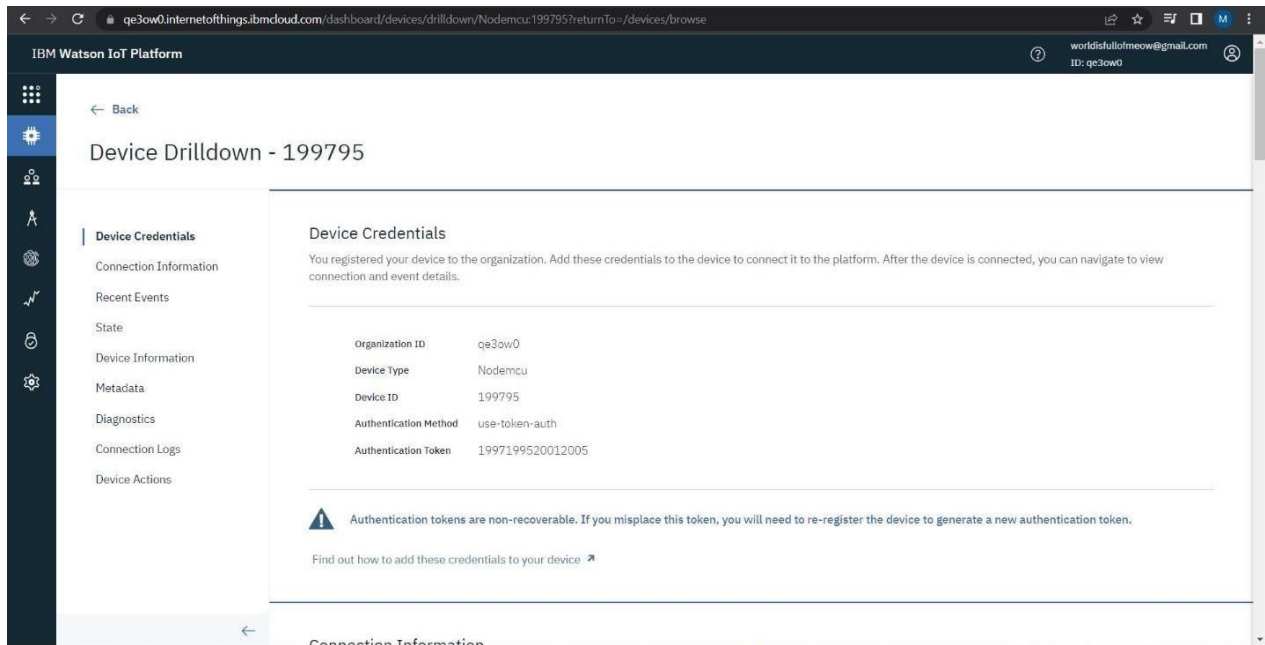 qe3ow0.internetofthings.ibmcloud.com/dashboard/devices/drilldown/Nodemcu:199795?returnTo=/devices/browse
M
IBM Watson IoT Platform
worldisfullofmeow@gmail.com
ID: qe3ow0
← Back
Device Drilldown - 199795
Device Credentials
Connection Information
Recent Events
State
Device Information
Metadata
Diagnostics
Connection Logs
Device Actions
Device Credentials
You registered your device to the organization. Add these credentials to the device to connect it to the platform. After the device is connected, you can navigate to view
connection and event details.
Organization ID qe3ow0
Device Type Nodemcu
Device ID 199795
Authentication Method use-token-auth
Authentication Token 1997199520012005
Authentication tokens are non-recoverable. If you misplace this token, you will need to re-register the device to generate a new authentication token.
Find out how to add these credentials to your device
Connection Information